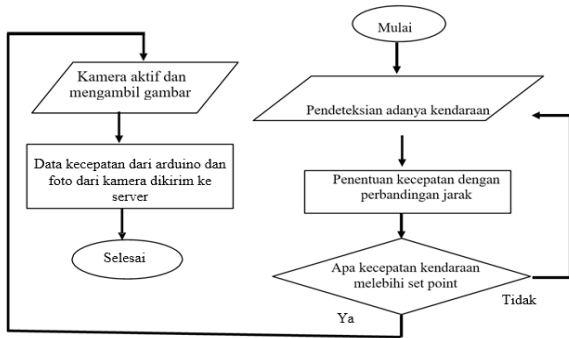 Mulai
Pendeteksian adanya kendaraan
Penentuan kecepatan dengan
perbandingan jarak
Apa kecepatan kendaraan
melebihi set point
Tidak
Ya
Kamera aktif dan
mengambil gambar
Data kecepatan dari arduino dan
foto dari kamera dikirim ke
server
Selesai